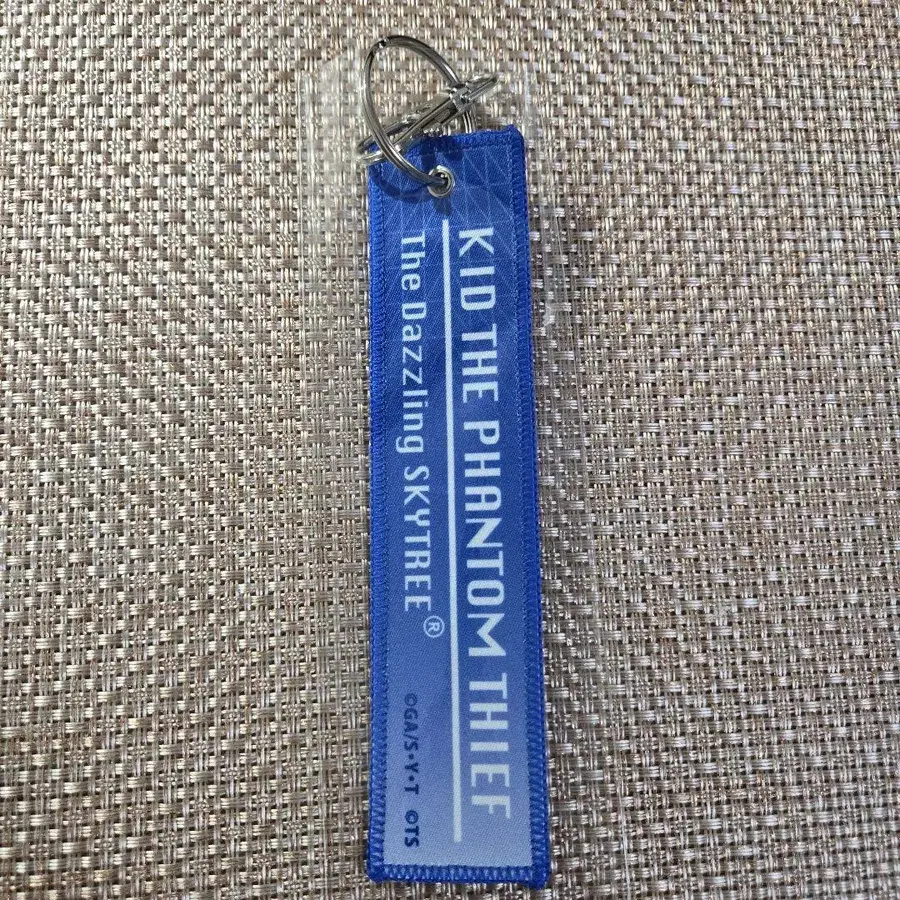 KID THE PHANTOM THIEF
The Dazzling SKYTREE®
©GA/S・Y・T ©TS